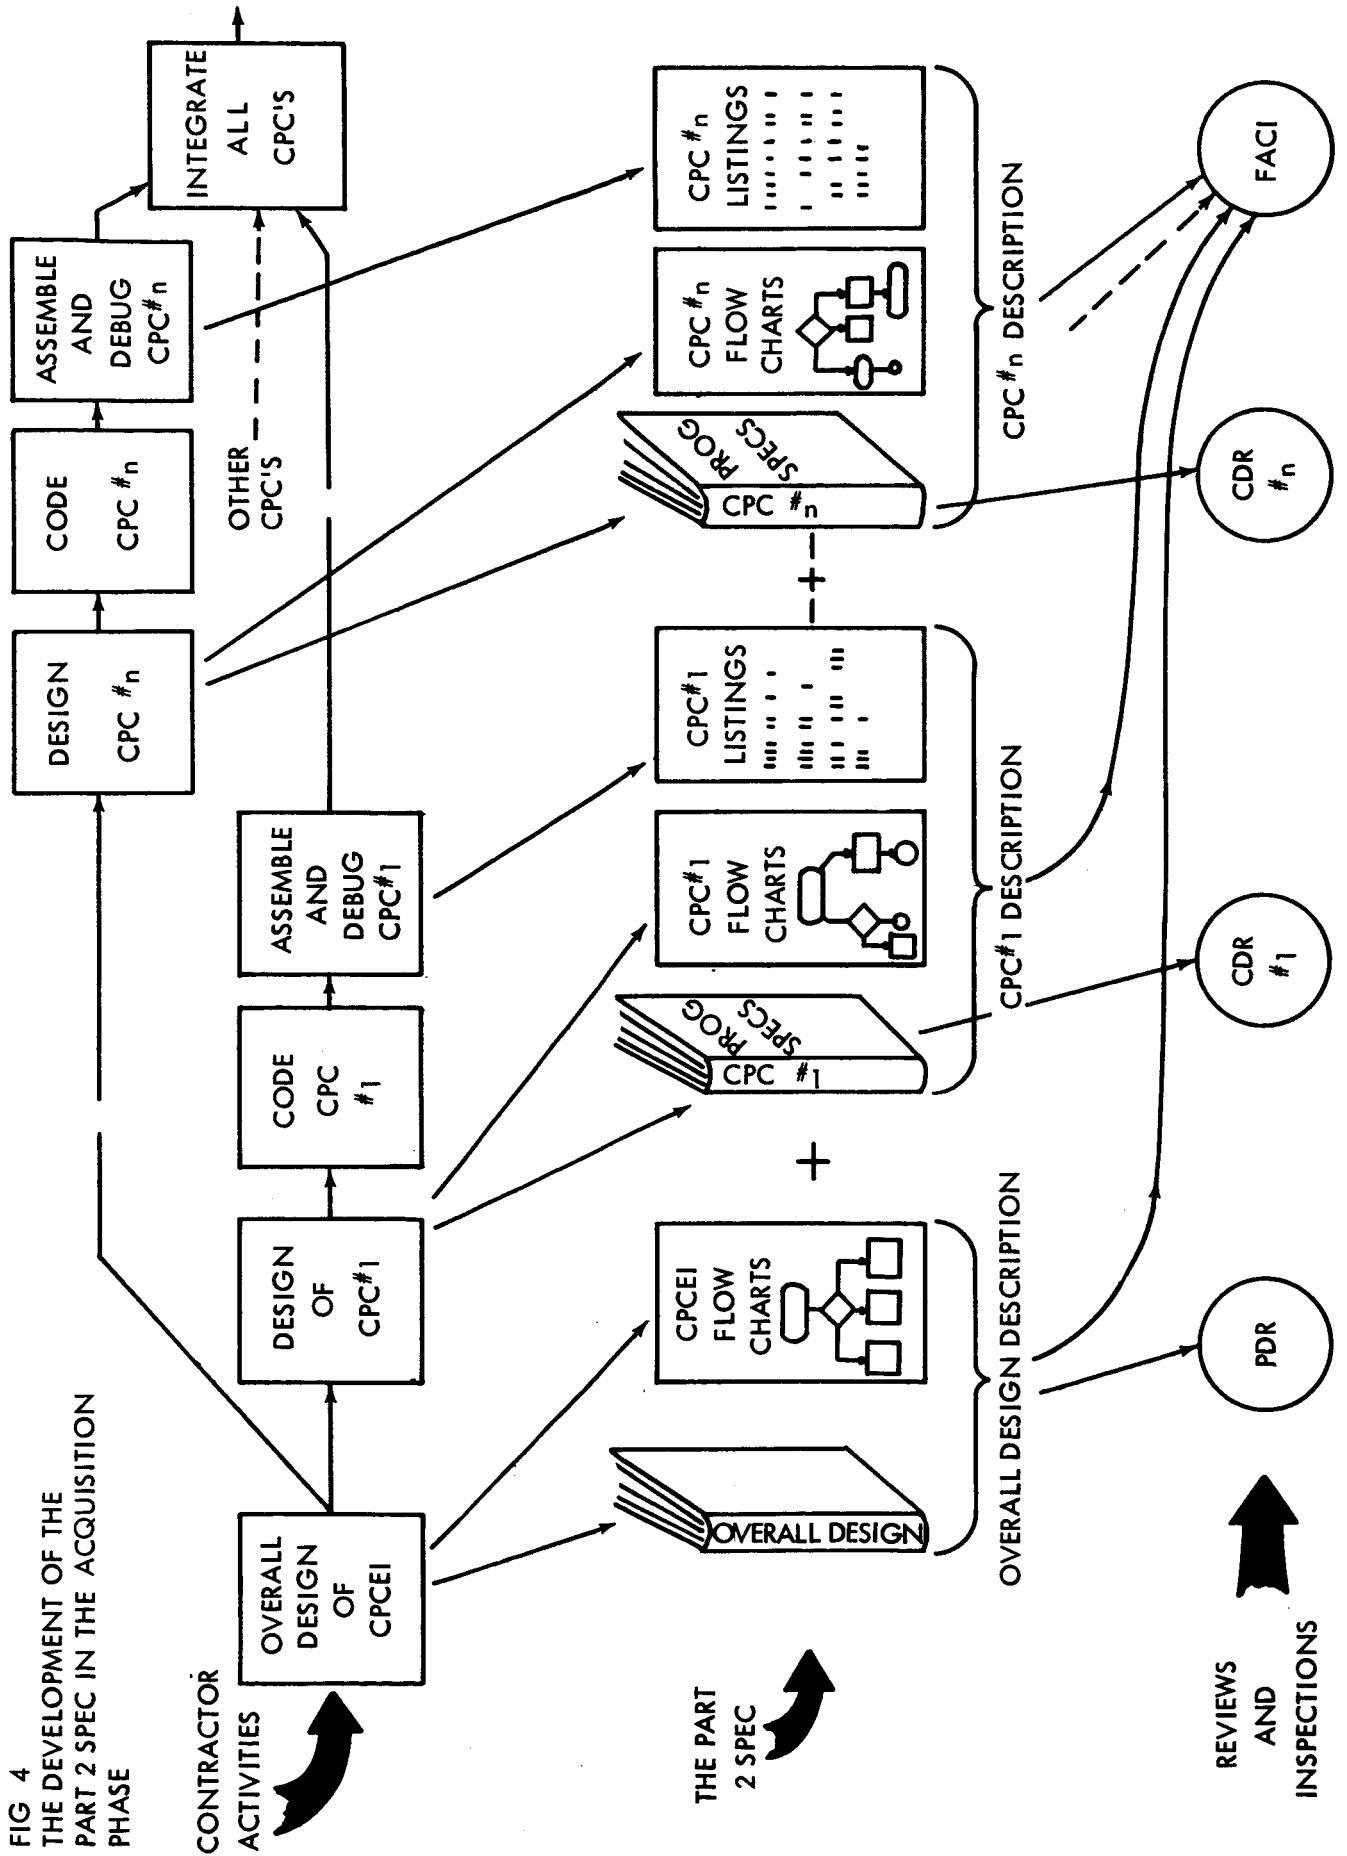 FIG 4
THE DEVELOPMENT OF THE
PART 2 SPEC IN THE ACQUISITION
PHASE
CONTRACTOR
ACTIVITIES
OVERALL
DESIGN
OF
CPCEI
DESIGN
OF
CPC#1
CODE
CPC
#1
ASSEMBLE
AND
DEBUG
CPC#1
DESIGN
CPC #n
CODE
CPC #n
ASSEMBLE
AND
DEBUG
CPC#n
OTHER
CPC'S
INTEGRATE
ALL
CPC'S
THE PART
2 SPEC
OVERALL DESIGN
CPCEI
FLOW
CHARTS
OVERALL DESIGN DESCRIPTION
+
PROG
SPECS
CPC #1
CPC#1
FLOW
CHARTS
CPC#1
LISTINGS
CPC#1 DESCRIPTION
+
PROG
SPECS
CPC #n
CPC #n
FLOW
CHARTS
CPC #n
LISTINGS
CPC #n DESCRIPTION
REVIEWS
AND
INSPECTIONS
PDR
CDR
#1
CDR
#n
FACI